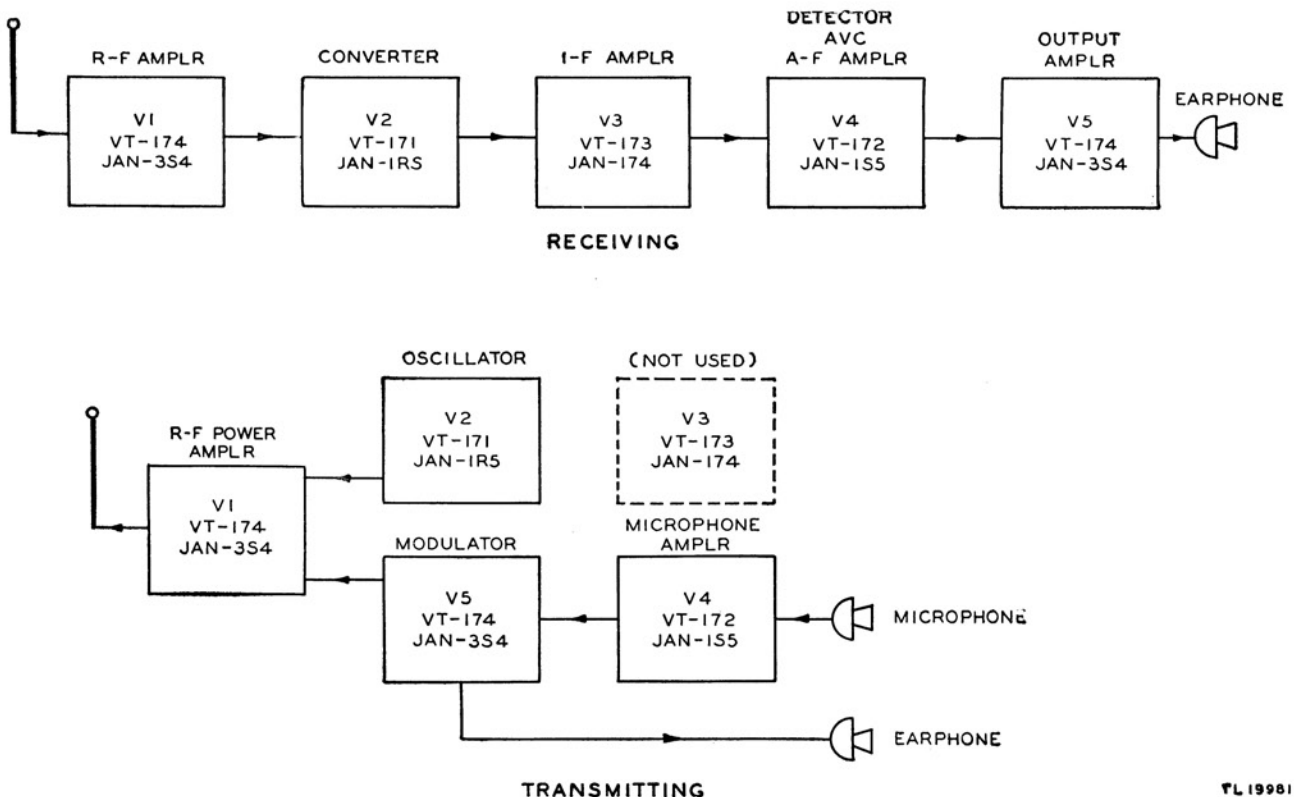 R-F AMPLR
V1
VT-174
JAN-3S4
CONVERTER
V2
VT-171
JAN-1RS
I-F AMPLR
V3
VT-173
JAN-174
DETECTOR
AVC
A-F AMPLR
V4
VT-172
JAN-1S5
OUTPUT
AMPLR
V5
VT-174
JAN-3S4
EARPHONE
RECEIVING
OSCILLATOR
V2
VT-171
JAN-1R5
(NOT USED)
V3
VT-173
JAN-174
R-F POWER
AMPLR
V1
VT-174
JAN-3S4
MODULATOR
V5
VT-174
JAN-3S4
MICROPHONE
AMPLR
V4
VT-172
JAN-1S5
MICROPHONE
EARPHONE
TRANSMITTING
TL 19981